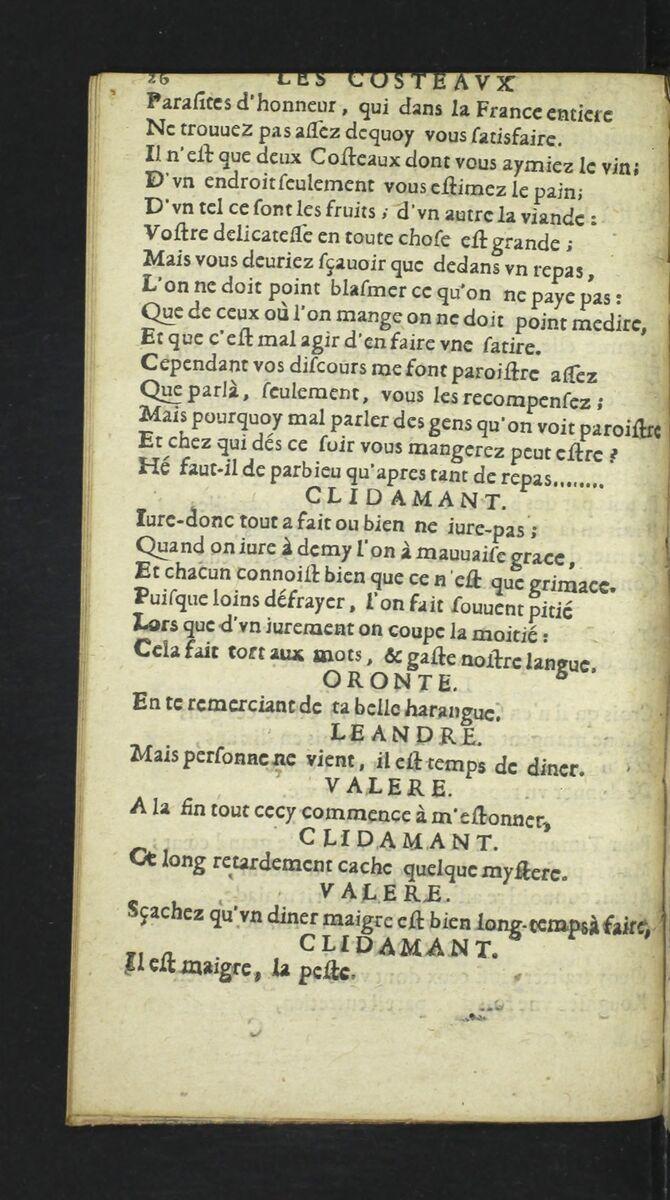 26 LES COSTEAVX
Paraſites d'honneur, qui dans la France entiere
Ne trouuez pas aſſez dequoy vous ſatisfaire.
Il n'eſt que deux Coſteaux dont vous aymiez le vin;
D'vn endroit ſeulement vous eſtimez le pain;
D'vn tel ce ſont les fruits; d'vn autre la viande:
Voſtre delicateſſe en toute choſe eſt grande;
Mais vous deuriez ſçauoir que dedans vn repas,
L'on ne doit point blaſmer ce qu'on ne paye pas:
Que de ceux où l'on mange on ne doit point medire,
Et que c'eſt mal agir d'en faire vne ſatire.
Cependant vos diſcours me font paroiſtre aſſez
Que parlà, ſeulement, vous les recompenſez;
Mais pourquoy mal parler des gens qu'on voit paroiſtre
Et chez qui dés ce ſoir vous mangerez peut eſtre?
Hé faut-il de parbieu qu'apres tant de repas........
CLIDAMANT.
Iure-donc tout a fait ou bien ne iure-pas;
Quand on iure à demy l'on à mauuaiſe grace,
Et chacun connoiſt bien que ce n'eſt que grimace.
Puiſque loins défrayer, l'on fait ſouuent pitié
Lors que d'vn iurement on coupe la moitié:
Cela fait tort aux mots, & gaſte noſtre langue.
ORONTE.
En te remerciant de ta belle harangue.
LEANDRE.
Mais perſonne ne vient, il eſt temps de diner.
VALERE.
A la fin tout cecy commence à m'eſtonner,
CLIDAMANT.
Ce long retardement cache quelque myſtere.
VALERE.
Sçachez qu'vn diner maigre eſt bien long-temps à faire,
CLIDAMANT.
Il eſt maigre, la peſte.